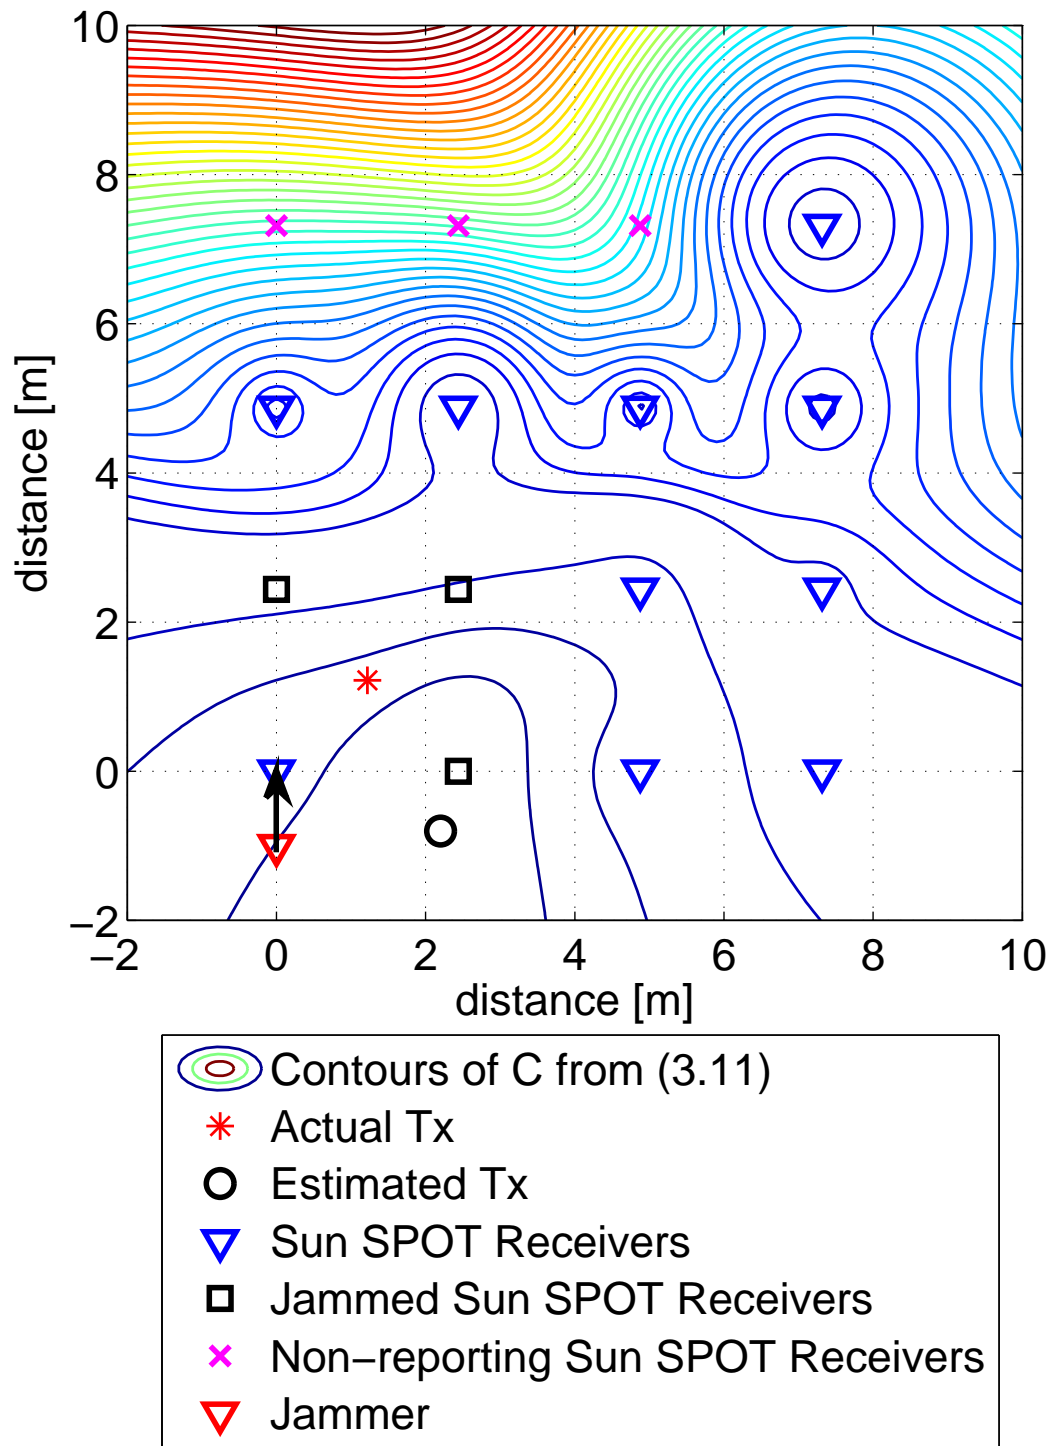 10
8
6
4
2
0
−2
distance [m]
−2 0 2 4 6 8 10
distance [m]
Contours of C from (3.11)
Actual Tx
Estimated Tx
Sun SPOT Receivers
Jammed Sun SPOT Receivers
Non−reporting Sun SPOT Receivers
Jammer